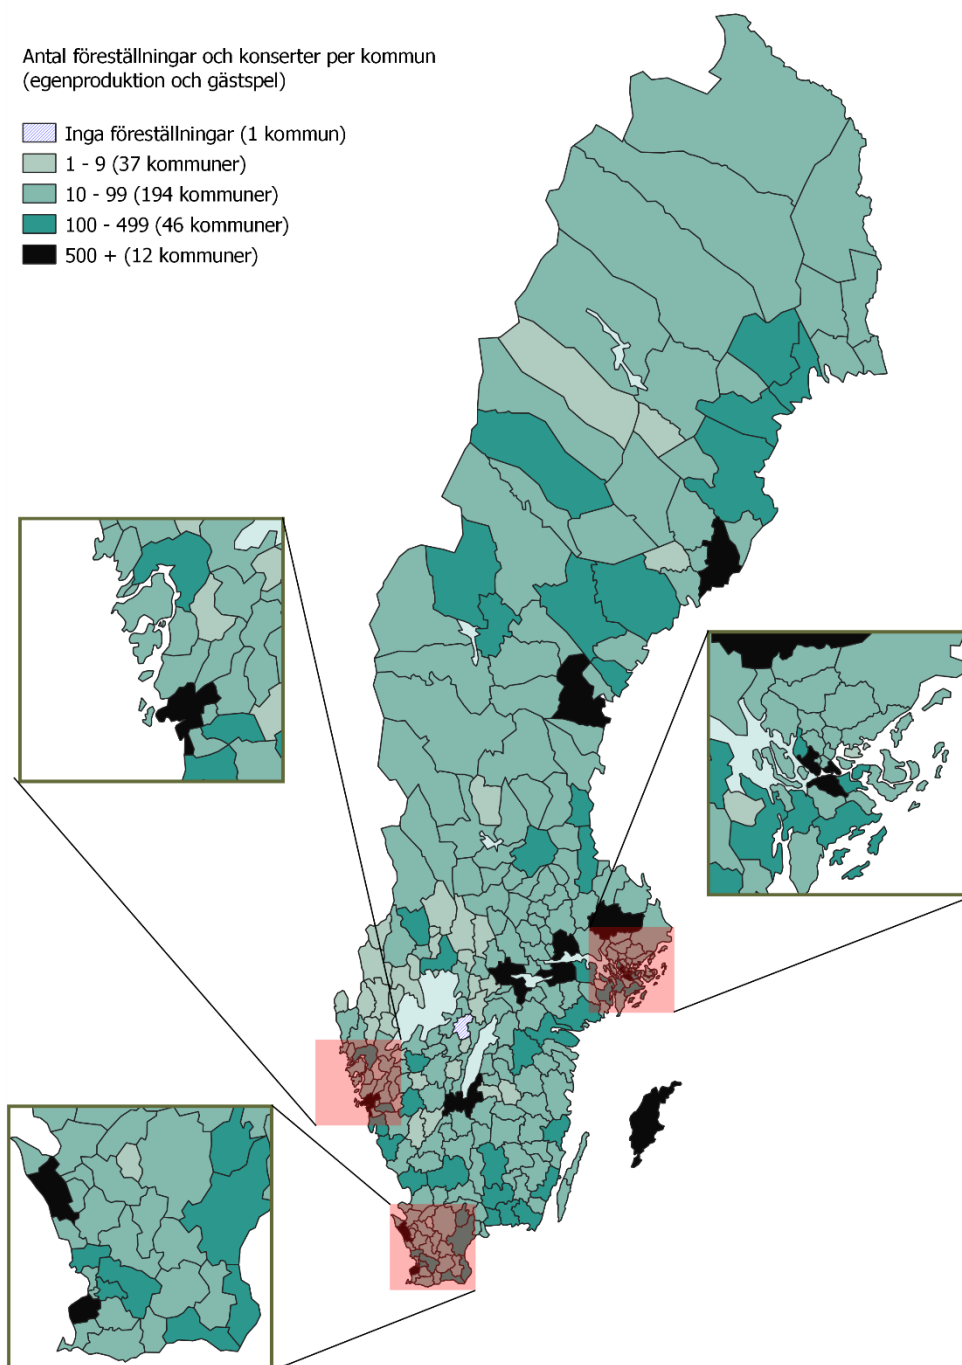 Antal föreställningar och konserter per kommun
(egenproduktion och gästspel)
Inga föreställningar (1 kommun)
1 - 9 (37 kommuner)
10 - 99 (194 kommuner)
100 - 499 (46 kommuner)
500 + (12 kommuner)